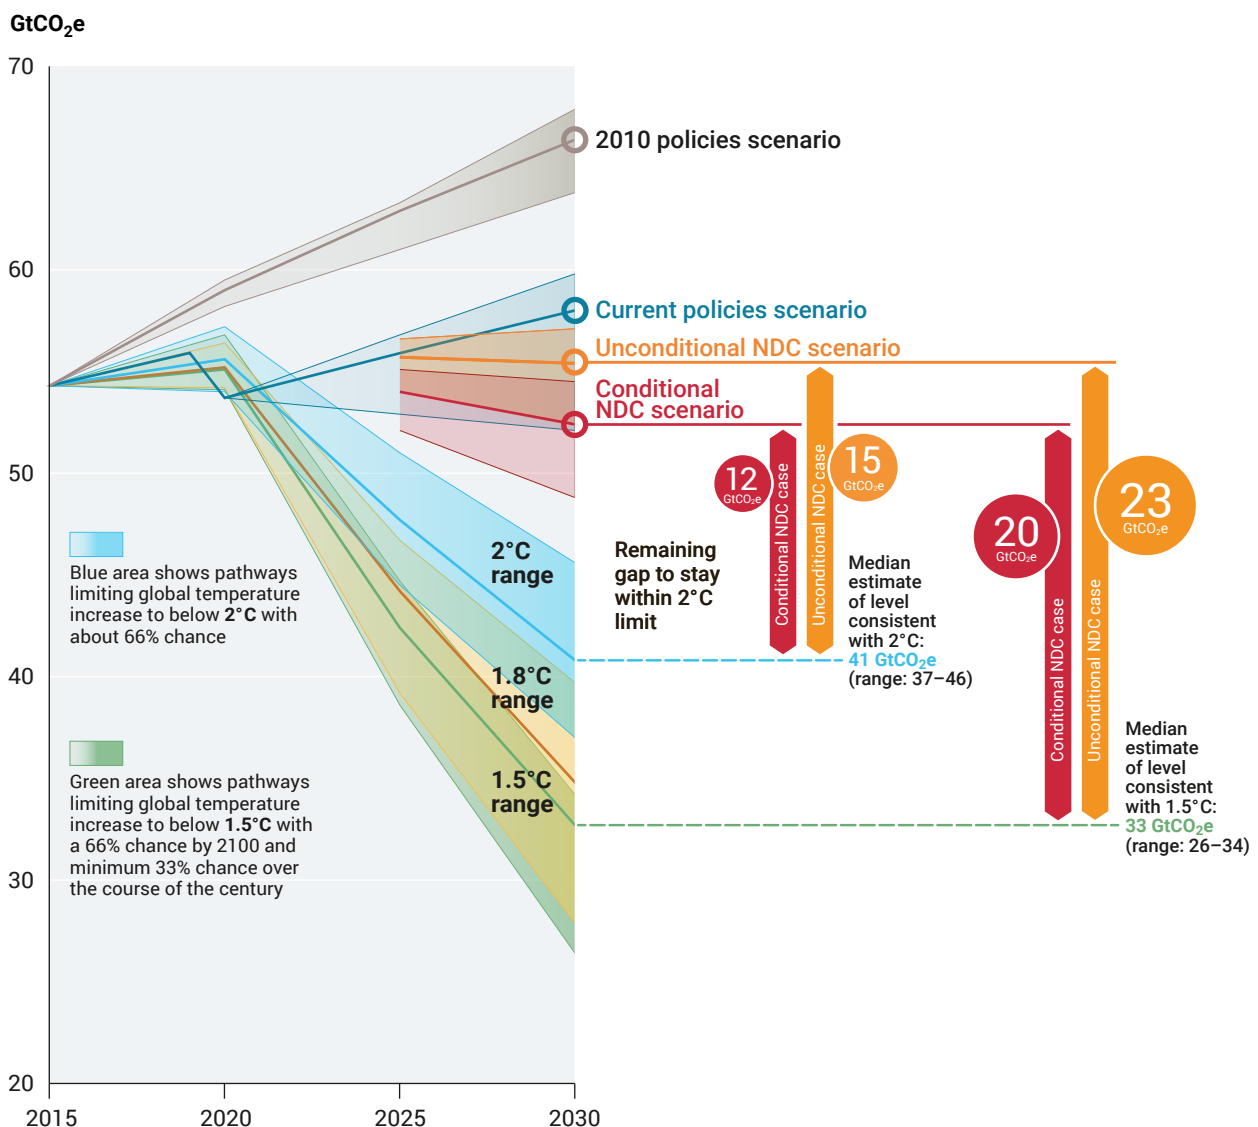 GtCO₂e
70
60
50
40
30
20
2015
2020
2025
2030
2010 policies scenario
Current policies scenario
Unconditional NDC scenario
Conditional
NDC scenario
2°C
range
1.8°C
range
1.5°C
range
Blue area shows pathways
limiting global temperature
increase to below 2°C with
about 66% chance
Green area shows pathways
limiting global temperature
increase to below 1.5°C with
a 66% chance by 2100 and
minimum 33% chance over
the course of the century
Remaining
gap to stay
within 2°C
limit
12
GtCO₂e
Conditional NDC case
Unconditional NDC case
15
GtCO₂e
Median
estimate
of level
consistent
with 2°C:
41 GtCO₂e
(range: 37–46)
20
GtCO₂e
Conditional NDC case
Unconditional NDC case
23
GtCO₂e
Median
estimate
of level
consistent
with 1.5°C:
33 GtCO₂e
(range: 26–34)